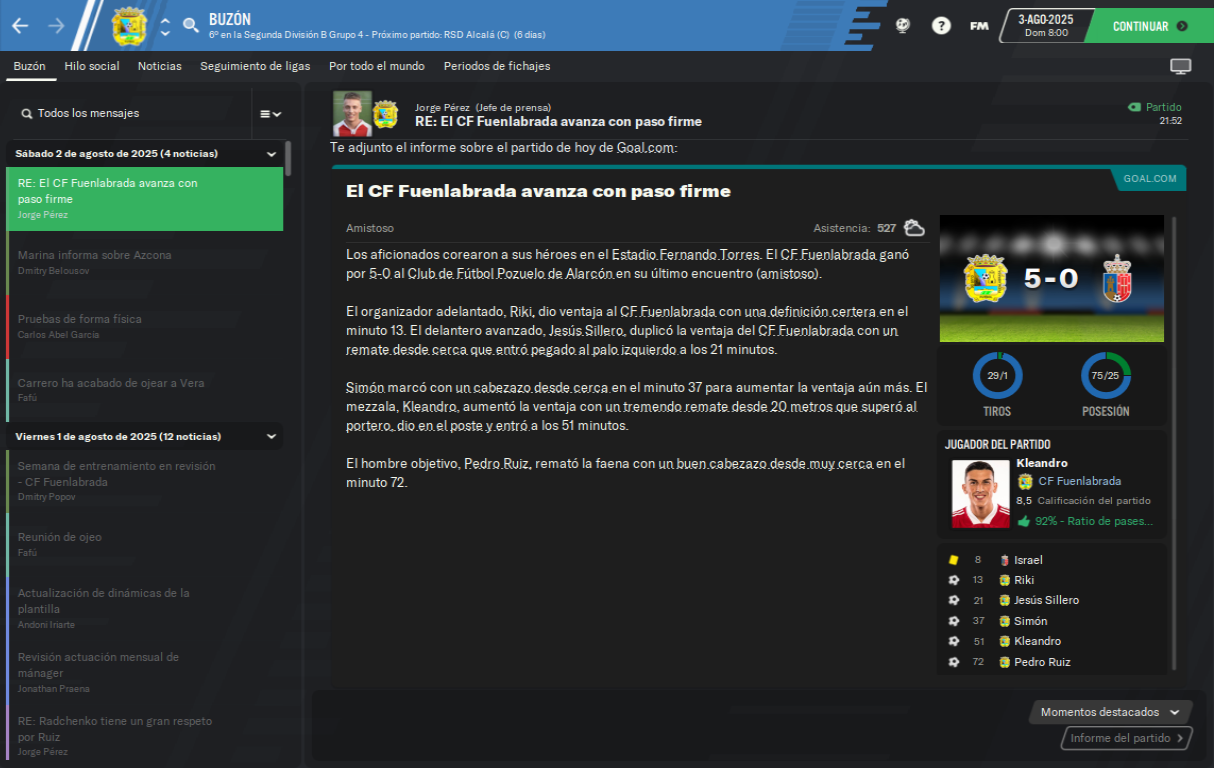 BUZÓN
6º en la Segunda División B Grupo 4 - Próximo partido: RSD Alcalá (C) (6 días)
?
FM
3-AGO-2025
Dom 8:00
CONTINUAR
Buzón
Hilo social
Noticias
Seguimiento de ligas
Por todo el mundo
Periodos de fichajes
Todos los mensajes
Sábado 2 de agosto de 2025 (4 noticias)
RE: El CF Fuenlabrada avanza con
paso firme
Jorge Pérez
Marina informa sobre Azcona
Dmitry Belousov
Pruebas de forma física
Carlos Abel García
Carrero ha acabado de ojear a Vera
Fafú
Viernes 1 de agosto de 2025 (12 noticias)
Semana de entrenamiento en revisión
- CF Fuenlabrada
Dmitry Popov
Reunión de ojeo
Fafú
Actualización de dinámicas de la
plantilla
Andoni Iriarte
Revisión actuación mensual de
mánager
Jonathan Praena
RE: Radchenko tiene un gran respeto
por Ruiz
Jorge Pérez
Jorge Pérez (Jefe de prensa)
RE: El CF Fuenlabrada avanza con paso firme
Partido
21:52
Te adjunto el informe sobre el partido de hoy de Goal.com:
GOAL.COM
El CF Fuenlabrada avanza con paso firme
Amistoso
Asistencia: 527
Los aficionados corearon a sus héroes en el Estadio Fernando Torres. El CF Fuenlabrada ganó
por 5-0 al Club de Fútbol Pozuelo de Alarcón en su último encuentro (amistoso).
El organizador adelantado, Riki, dio ventaja al CF Fuenlabrada con una definición certera en el
minuto 13. El delantero avanzado, Jesús Sillero, duplicó la ventaja del CF Fuenlabrada con un
remate desde cerca que entró pegado al palo izquierdo a los 21 minutos.
Simón marcó con un cabezazo desde cerca en el minuto 37 para aumentar la ventaja aún más. El
mezzala, Kleandro, aumentó la ventaja con un tremendo remate desde 20 metros que superó al
portero, dio en el poste y entró a los 51 minutos.
El hombre objetivo, Pedro Ruiz, remató la faena con un buen cabezazo desde muy cerca en el
minuto 72.
5-0
29/1
TIROS
75/25
POSESIÓN
JUGADOR DEL PARTIDO
Kleandro
CF Fuenlabrada
8,5 Calificación del partido
92% - Ratio de pases...
8 Israel
13 Riki
21 Jesús Sillero
37 Simón
51 Kleandro
72 Pedro Ruiz
Momentos destacados
Informe del partido